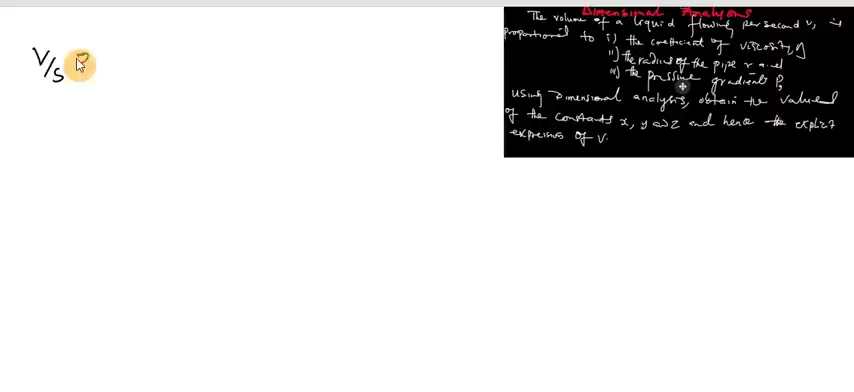 Dimensional Analysis
The volume of a liquid flowing per second V, is
proportional to i) the coefficient of viscosity, η
ii) the radius of the pipe r and
iii) the pressure gradient P,
using Dimensional analysis, obtain the values
of the constants x, y and z and hence the explicit
expression of V.
V/s